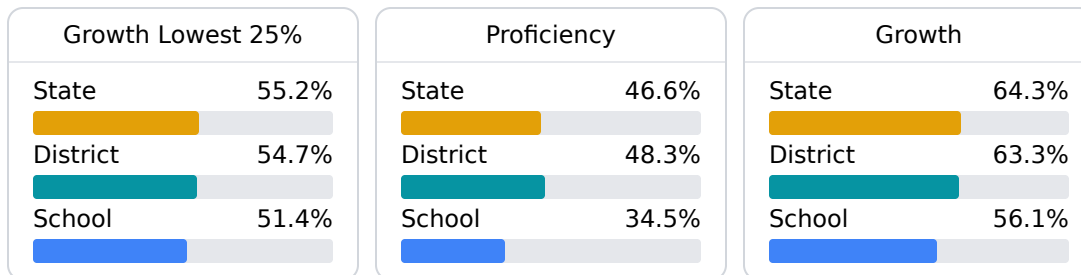 Growth Lowest 25%
State 55.2%
District 54.7%
School 51.4%
Proficiency
State 46.6%
District 48.3%
School 34.5%
Growth
State 64.3%
District 63.3%
School 56.1%